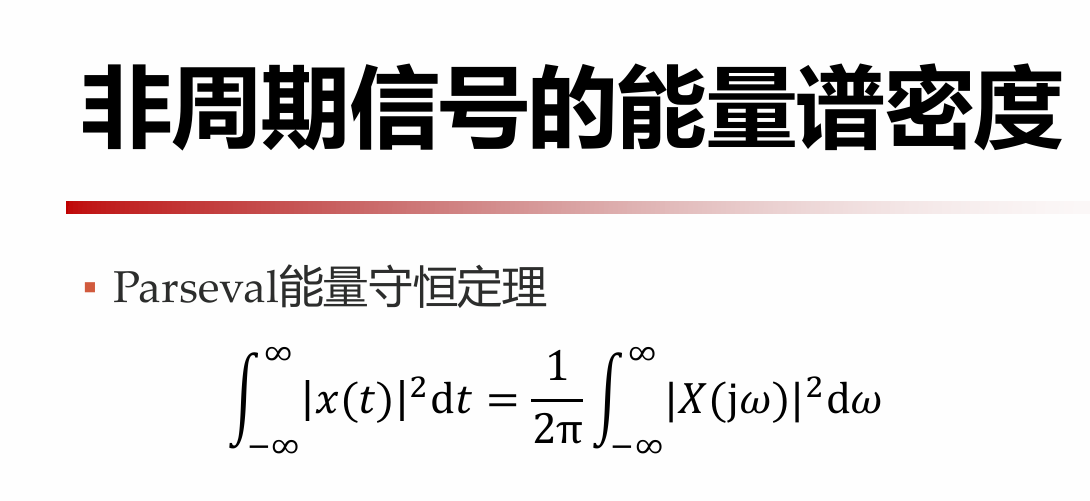 非周期信号的能量谱密度
▪ Parseval能量守恒定理
∫_{−∞}^{∞} |x(t)|² dt = \frac{1}{2π} ∫_{−∞}^{∞} |X(jω)|² dω